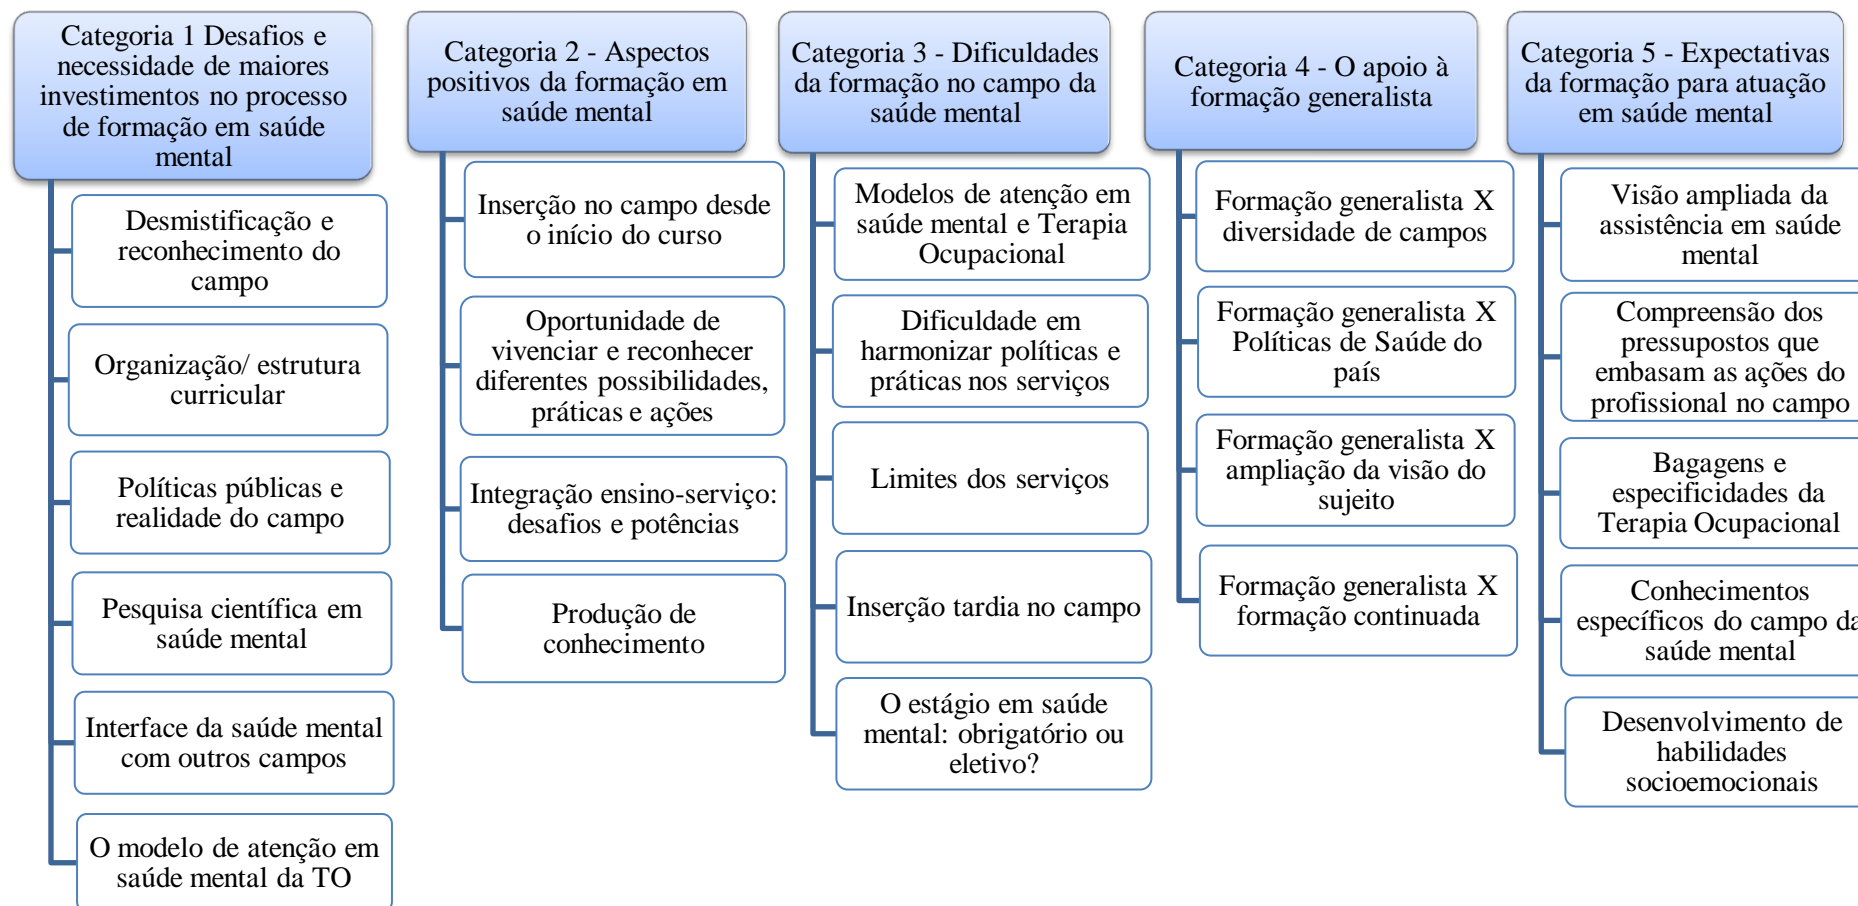 Categoria 1 Desafios e
necessidade de maiores
investimentos no processo
de formação em saúde
mental
Desmistificação e
reconhecimento do
campo
Organização/ estrutura
curricular
Políticas públicas e
realidade do campo
Pesquisa científica em
saúde mental
Interface da saúde mental
com outros campos
O modelo de atenção em
saúde mental da TO
Categoria 2 - Aspectos
positivos da formação em
saúde mental
Inserção no campo desde
o início do curso
Oportunidade de
vivenciar e reconhecer
diferentes possibilidades,
práticas e ações
Integração ensino-serviço:
desafios e potências
Produção de
conhecimento
Categoria 3 - Dificuldades
da formação no campo da
saúde mental
Modelos de atenção em
saúde mental e Terapia
Ocupacional
Dificuldade em
harmonizar políticas e
práticas nos serviços
Limites dos serviços
Inserção tardia no campo
O estágio em saúde
mental: obrigatório ou
eletivo?
Categoria 4 - O apoio à
formação generalista
Formação generalista X
diversidade de campos
Formação generalista X
Políticas de Saúde do
país
Formação generalista X
ampliação da visão do
sujeito
Formação generalista X
formação continuada
Categoria 5 - Expectativas
da formação para atuação
em saúde mental
Visão ampliada da
assistência em saúde
mental
Compreensão dos
pressupostos que
embasam as ações do
profissional no campo
Bagagens e
especificidades da
Terapia Ocupacional
Conhecimentos
específicos do campo da
saúde mental
Desenvolvimento de
habilidades
socioemocionais